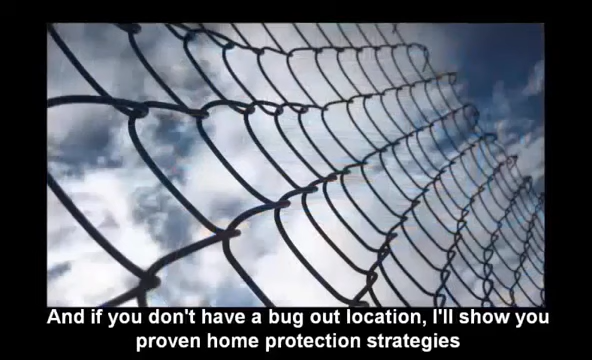 And if you don't have a bug out location, I'll show you
proven home protection strategies